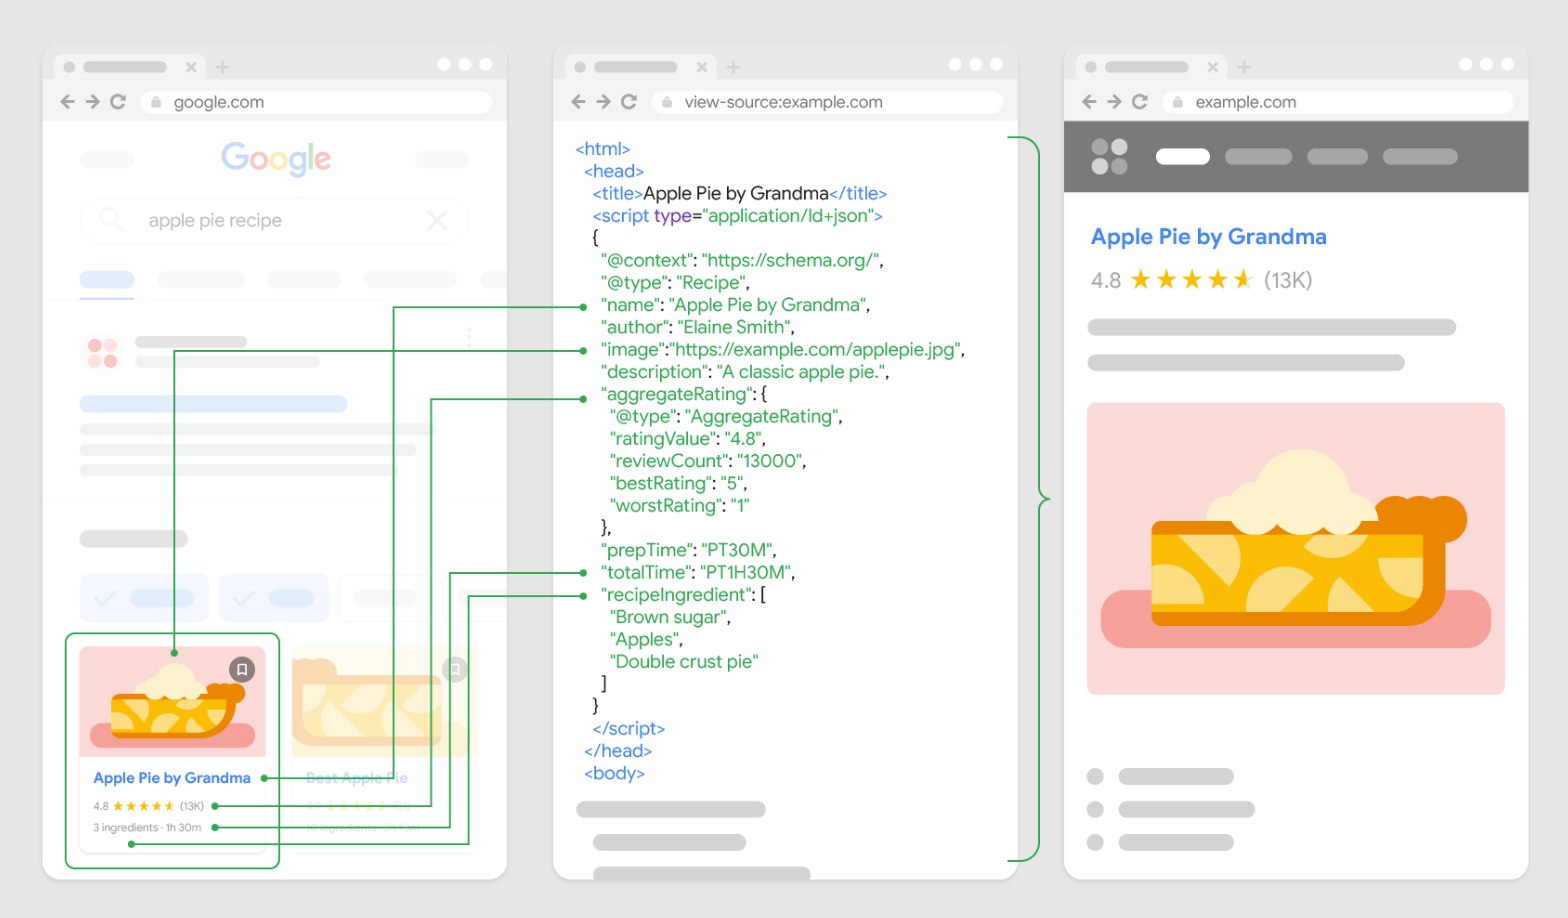 google.com
Google
apple pie recipe
Apple Pie by Grandma
4.8 (13K)
3 ingredients · 1h 30m
Best Apple Pie
view-source:example.com
<html>
<head>
<title>Apple Pie by Grandma</title>
<script type="application/ld+json">
{
"@context": "https://schema.org/",
"@type": "Recipe",
"name": "Apple Pie by Grandma",
"author": "Elaine Smith",
"image":"https://example.com/applepie.jpg",
"description": "A classic apple pie.",
"aggregateRating": {
"@type": "AggregateRating",
"ratingValue": "4.8",
"reviewCount": "13000",
"bestRating": "5",
"worstRating": "1"
},
"prepTime": "PT30M",
"totalTime": "PT1H30M",
"recipeIngredient": [
"Brown sugar",
"Apples",
"Double crust pie"
]
}
</script>
</head>
<body>
example.com
Apple Pie by Grandma
4.8 (13K)